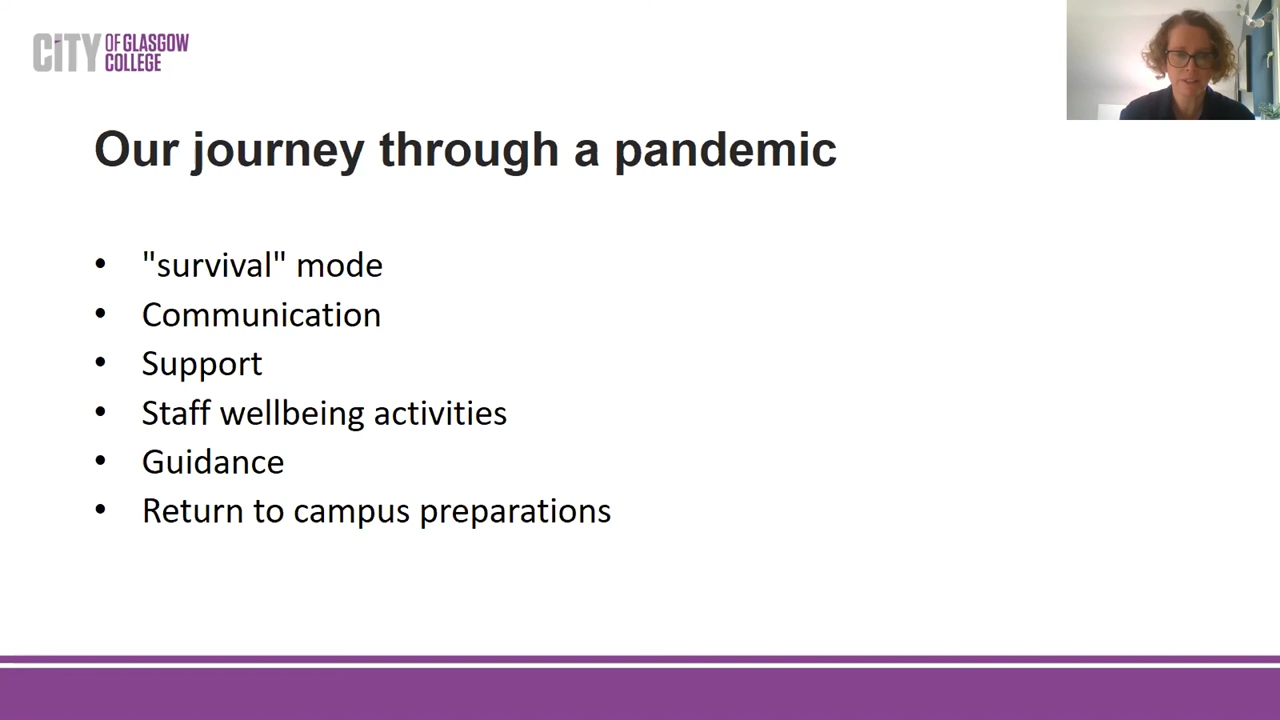 CITY OF GLASGOW
COLLEGE
Our journey through a pandemic
• "survival" mode
• Communication
• Support
• Staff wellbeing activities
• Guidance
• Return to campus preparations